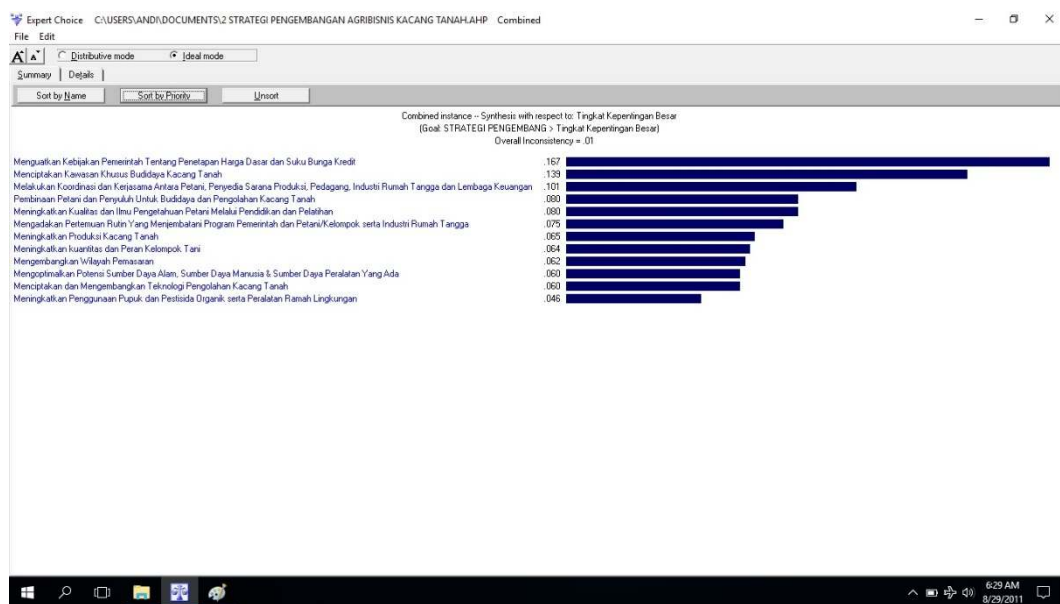 Expert Choice C:\USERS\ANDI\DOCUMENTS\2 STRATEGI PENGEMBANGAN AGRIBISNIS KACANG TANAH.AHP Combined
File Edit
A A Distributive mode Ideal mode
Summary Details
Sort by Name Sort by Priority Unsort
Combined instance -- Synthesis with respect to: Tingkat Kepentingan Besar
(Goal: STRATEGI PENGEMBANG > Tingkat Kepentingan Besar)
Overall Inconsistency = .01
Menguatkan Kebijakan Pemerintah Tentang Penetapan Harga Dasar dan Suku Bunga Kredit .167
Menciptakan Kawasan Khusus Budidaya Kacang Tanah .139
Melakukan Koordinasi dan Kerjasama Antara Petani, Penyedia Sarana Produksi, Pedagang, Industri Rumah Tangga dan Lembaga Keuangan .101
Pembinaan Petani dan Penyuluh Untuk Budidaya dan Pengolahan Kacang Tanah .080
Meningkatkan Kualitas dan Ilmu Pengetahuan Petani Melalui Pendidikan dan Pelatihan .080
Mengadakan Pertemuan Rutin Yang Menjembatani Program Pemerintah dan Petani/Kelompok serta Industri Rumah Tangga .075
Meningkatkan Produksi Kacang Tanah .065
Meningkatkan kuantitas dan Peran Kelompok Tani .064
Mengembangkan Wilayah Pemasaran .062
Mengoptimalkan Potensi Sumber Daya Alam, Sumber Daya Manusia & Sumber Daya Peralatan Yang Ada .060
Menciptakan dan Mengembangkan Teknologi Pengolahan Kacang Tanah .060
Meningkatkan Penggunaan Pupuk dan Pestisida Organik serta Peralatan Ramah Lingkungan .046
6:29 AM
8/29/2011